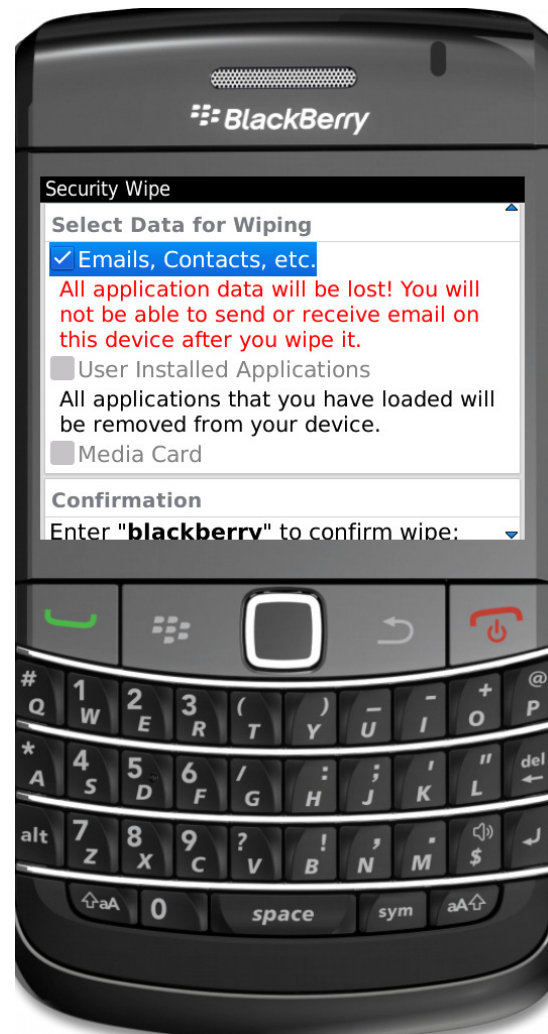 BlackBerry
Security Wipe
Select Data for Wiping
Emails, Contacts, etc.
All application data will be lost! You will
not be able to send or receive email on
this device after you wipe it.
User Installed Applications
All applications that you have loaded will
be removed from your device.
Media Card
Confirmation
Enter "blackberry" to confirm wipe:
# 1 2 3 ( ) _ - + @
Q W E R T Y U I O P
* 4 5 6 / : ; ' " del
A S D F G H J K L
alt 7 8 9 ? ! , . $
Z X C V B N M
aA 0 space sym aA